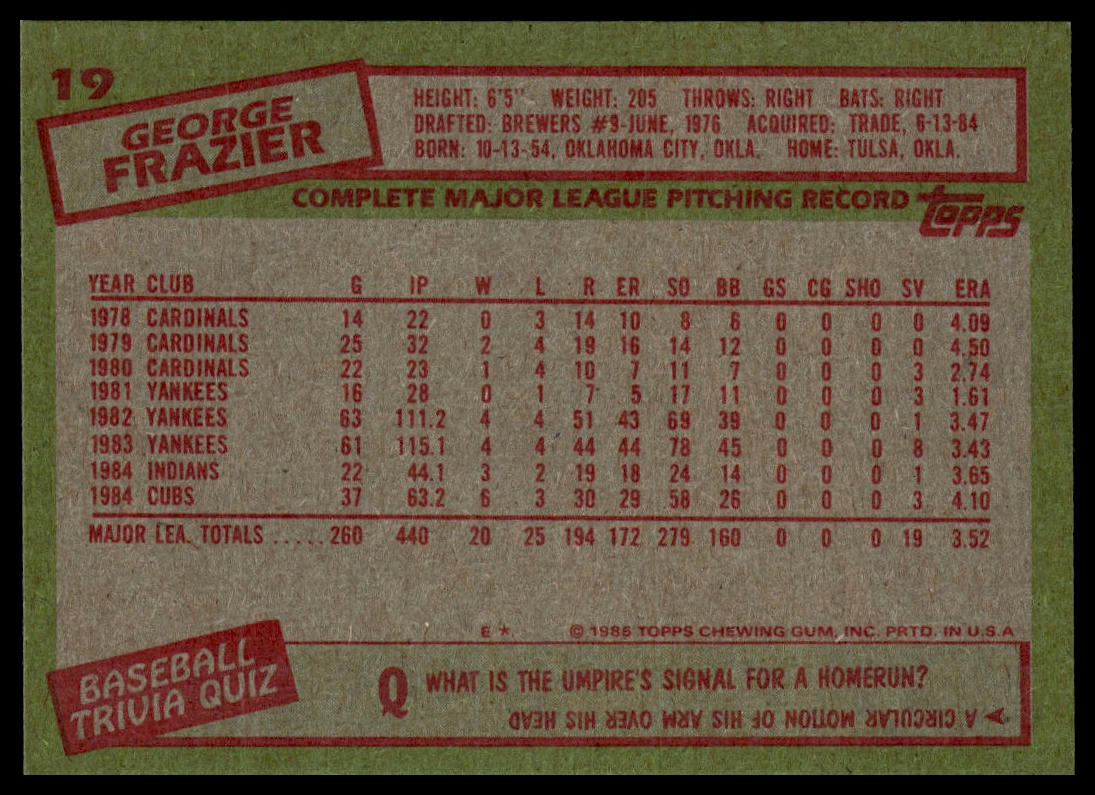 19
GEORGE
FRAZIER
HEIGHT: 6'5" WEIGHT: 205 THROWS: RIGHT BATS: RIGHT
DRAFTED: BREWERS #9-JUNE, 1976 ACQUIRED: TRADE, 6-13-84
BORN: 10-13-54, OKLAHOMA CITY, OKLA. HOME: TULSA, OKLA.
COMPLETE MAJOR LEAGUE PITCHING RECORD
TOPPS
YEAR CLUB G IP W L R ER SO BB GS CG SHO SV ERA
1978 CARDINALS 14 22 0 3 14 10 8 6 0 0 0 0 4.09
1979 CARDINALS 25 32 2 4 19 16 14 12 0 0 0 0 4.50
1980 CARDINALS 22 23 1 4 10 7 11 7 0 0 0 3 2.74
1981 YANKEES 16 28 0 1 7 5 17 11 0 0 0 3 1.61
1982 YANKEES 63 111.2 4 4 51 43 69 39 0 0 0 1 3.47
1983 YANKEES 61 115.1 4 4 44 44 78 45 0 0 0 8 3.43
1984 INDIANS 22 44.1 3 2 19 18 24 14 0 0 0 1 3.65
1984 CUBS 37 63.2 6 3 30 29 58 26 0 0 0 3 4.10
MAJOR LEA. TOTALS ..... 260 440 20 25 194 172 279 160 0 0 0 19 3.52
E * © 1985 TOPPS CHEWING GUM, INC. PRTD. IN U.S.A
BASEBALL
TRIVIA QUIZ
Q WHAT IS THE UMPIRE'S SIGNAL FOR A HOMERUN?
A CIRCULAR MOTION OF HIS ARM OVER HIS HEAD